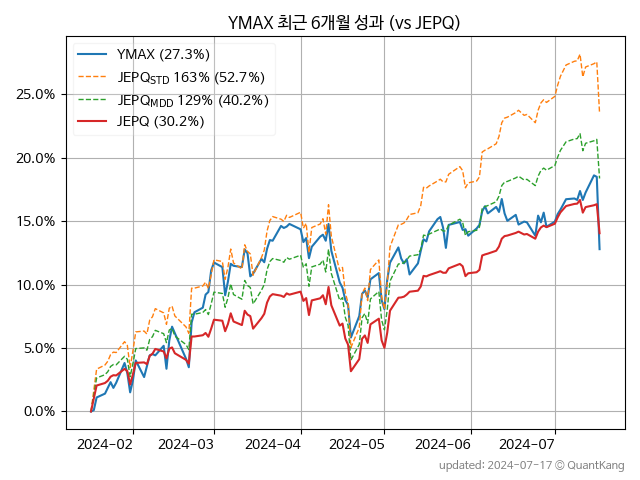 YMAX 최근 6개월 성과 (vs JEPQ)
YMAX (27.3%)
JEPQSTD 163% (52.7%)
JEPQMDD 129% (40.2%)
JEPQ (30.2%)
25.0%
20.0%
15.0%
10.0%
5.0%
0.0%
2024-02 2024-03 2024-04 2024-05 2024-06 2024-07
updated: 2024-07-17 © QuantKang